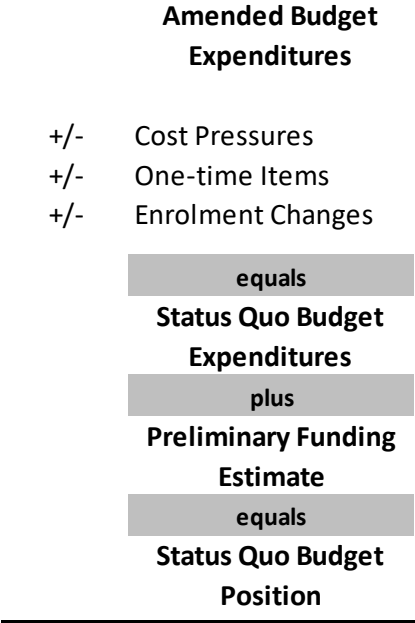 Amended Budget
Expenditures
+/- Cost Pressures
+/- One-time Items
+/- Enrolment Changes
equals
Status Quo Budget
Expenditures
plus
Preliminary Funding
Estimate
equals
Status Quo Budget
Position